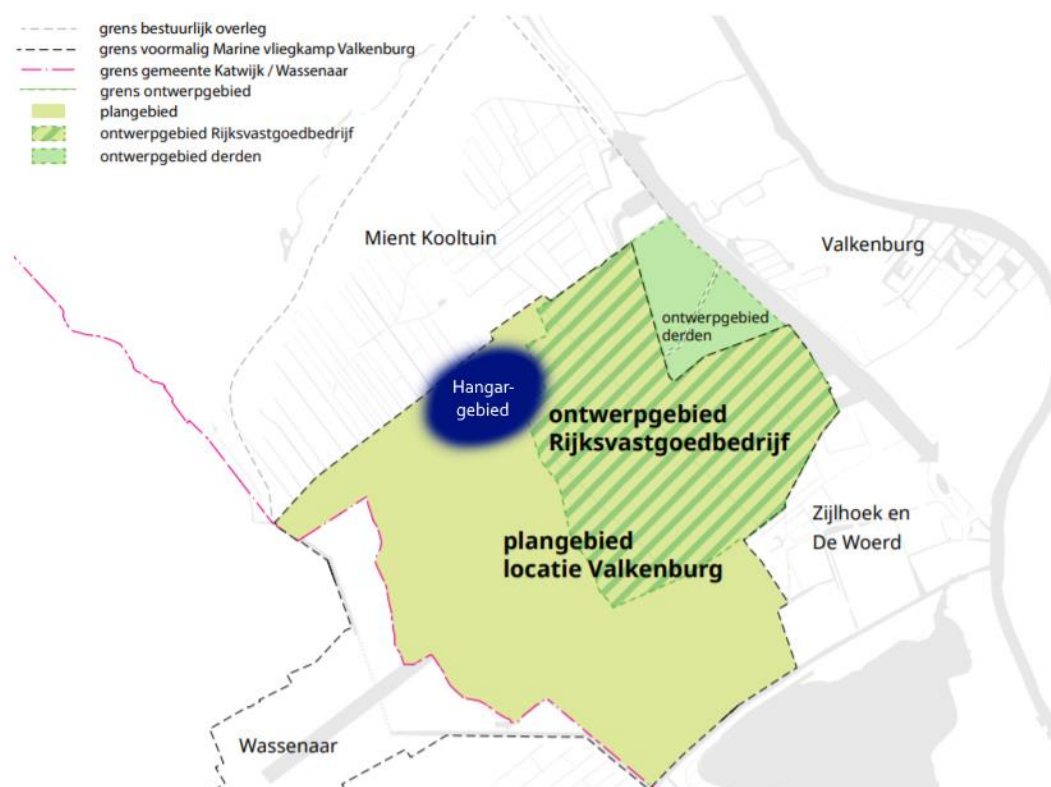 grens bestuurlijk overleg
grens voormalig Marine vliegkamp Valkenburg
grens gemeente Katwijk / Wassenaar
grens ontwerpgebied
plangebied
ontwerpgebied Rijksvastgoedbedrijf
ontwerpgebied derden
Mient Kooltuin
Valkenburg
ontwerpgebied
derden
Hangar-
gebied
ontwerpgebied
Rijksvastgoedbedrijf
Zijlhoek en
De Woerd
plangebied
locatie Valkenburg
Wassenaar